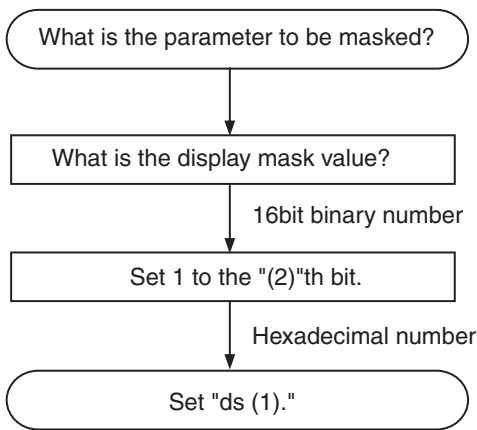 What is the parameter to be masked?
What is the display mask value?
16bit binary number
Set 1 to the "(2)"th bit.
Hexadecimal number
Set "ds (1)."